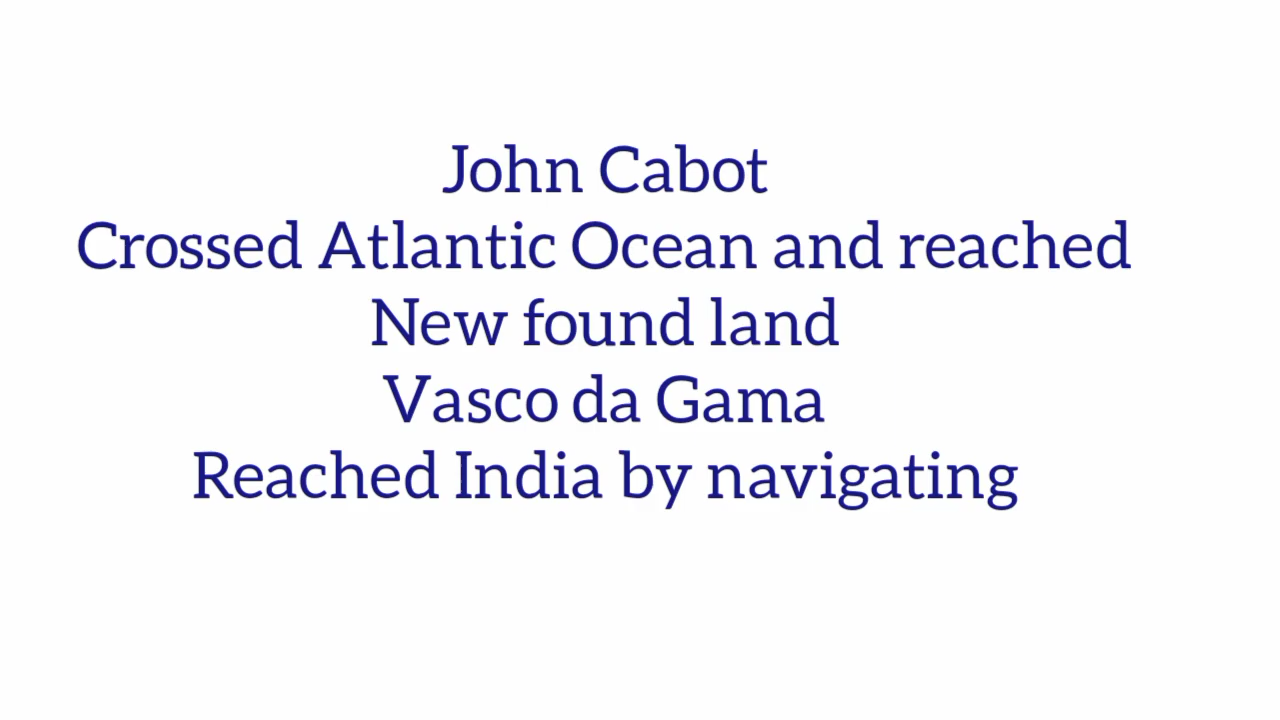 John Cabot
Crossed Atlantic Ocean and reached
New found land
Vasco da Gama
Reached India by navigating